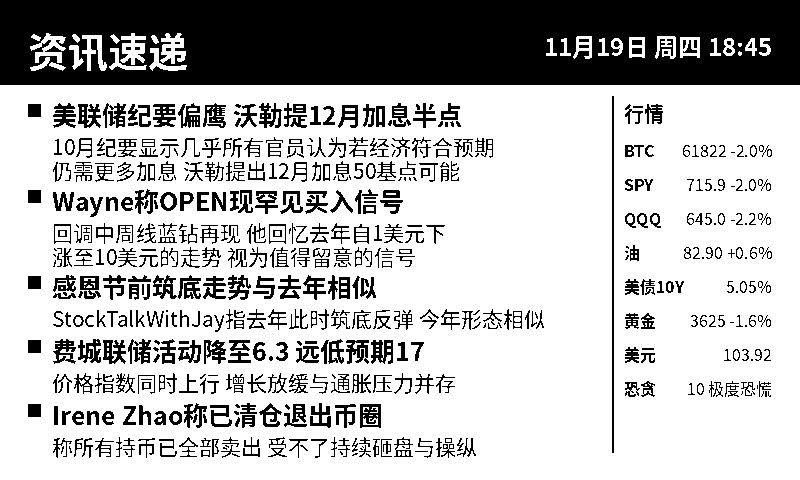 资讯速递
11月19日 周四 18:45
美联储纪要偏鹰 沃勒提12月加息半点
10月纪要显示几乎所有官员认为若经济符合预期
仍需更多加息 沃勒提出12月加息50基点可能
Wayne称OPEN现罕见买入信号
回调中周线蓝钻再现 他回忆去年自1美元下
涨至10美元的走势 视为值得留意的信号
感恩节前筑底走势与去年相似
StockTalkWithJay指去年此时筑底反弹 今年形态相似
费城联储活动降至6.3 远低预期17
价格指数同时上行 增长放缓与通胀压力并存
Irene Zhao称已清仓退出币圈
称所有持币已全部卖出 受不了持续砸盘与操纵
行情
BTC 61822 -2.0%
SPY 715.9 -2.0%
QQQ 645.0 -2.2%
油 82.90 +0.6%
美债10Y 5.05%
黄金 3625 -1.6%
美元 103.92
恐贪 10 极度恐慌